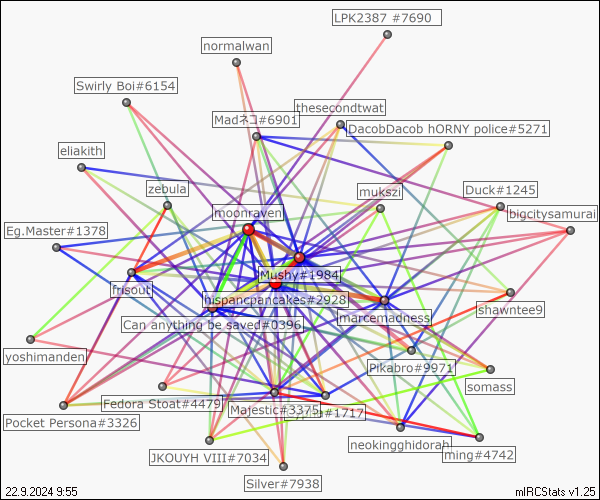 LPK2387 #7690
normalwan
Swirly Boi#6154
thesecondtwat
Madネコ#6901
DacobDacob hORNY police#5271
eliakith
zebula
mukszi
Duck#1245
moonraven
bigcitysamurai
Eg.Master#1378
Mushy#1984
frisout
hispancpancakes#2928
shawntee9
Can anything be saved#0396
marcemadness
yoshimanden
Pikabro#9971
somass
Fedora Stoat#4479
Majestic#3375
#1717
Pocket Persona#3326
neokingghidorah
JKOUYH VIII#7034
ming#4742
Silver#7938
22.9.2024 9:55
mIRCStats v1.25